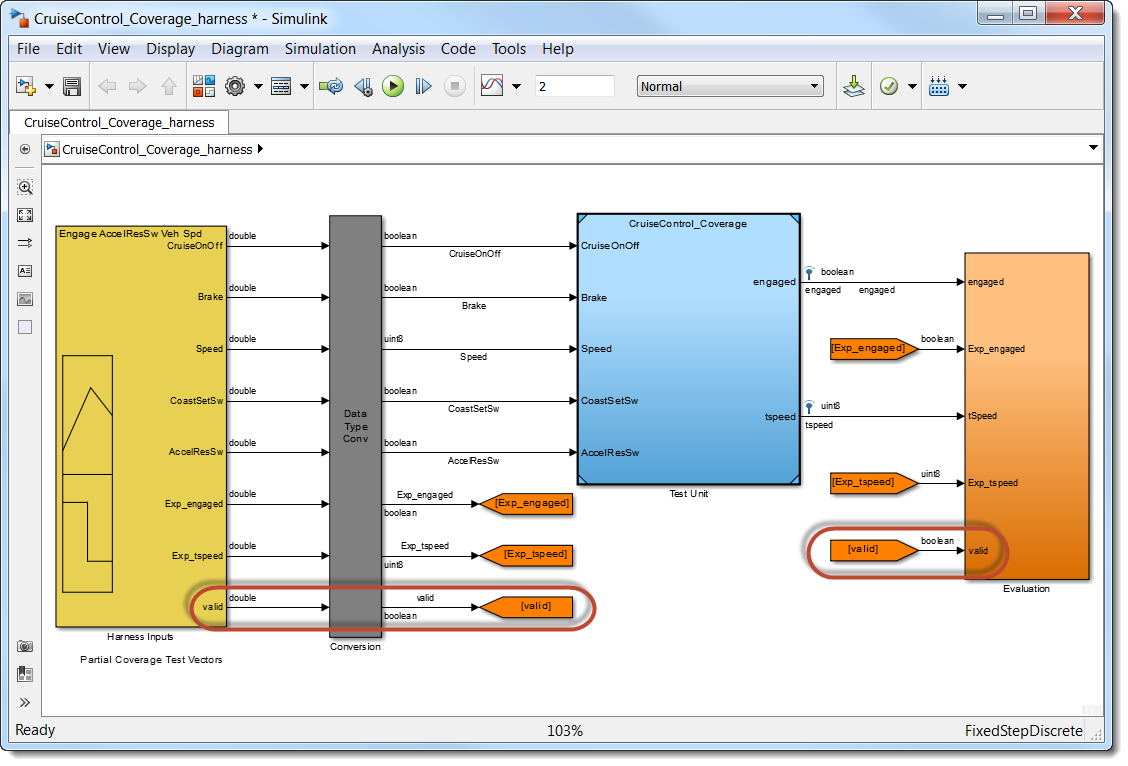 CruiseControl_Coverage_harness * - Simulink
File Edit View Display Diagram Simulation Analysis Code Tools Help
2 Normal
CruiseControl_Coverage_harness
CruiseControl_Coverage_harness
Engage AccelResSw Veh Spd
CruiseOnOff
Brake
Speed
CoastSetSw
AccelResSw
Exp_engaged
Exp_tspeed
valid
Harness Inputs
Partial Coverage Test Vectors
double
double
double
double
double
double
double
double
Data
Type
Conv
Conversion
boolean
CruiseOnOff
boolean
Brake
uint8
Speed
boolean
CoastSetSw
boolean
AccelResSw
Exp_engaged
boolean
[Exp_engaged]
Exp_tspeed
uint8
[Exp_tspeed]
valid
boolean
[valid]
CruiseControl_Coverage
CruiseOnOff
Brake
Speed
CoastSetSw
AccelResSw
engaged
tspeed
Test Unit
boolean
engaged engaged
[Exp_engaged]
boolean
uint8
tspeed
[Exp_tspeed]
uint8
[valid]
boolean
engaged
Exp_engaged
tSpeed
Exp_tspeed
valid
Evaluation
Ready 103% FixedStepDiscrete